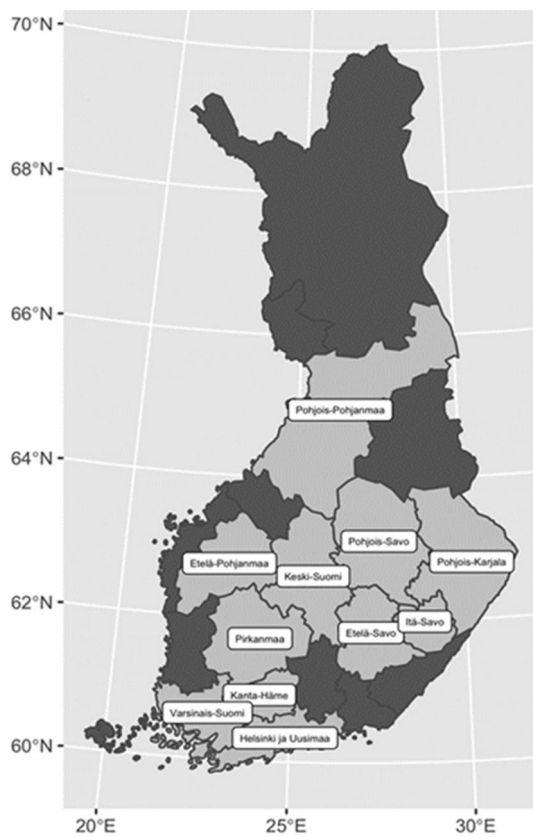 70°N
68°N
66°N
Pohjois-Pohjanmaa
64°N
Pohjois-Savo
Etelä-Pohjanmaa
Pohjois-Karjala
Keski-Suomi
62°N
Itä-Savo
Pirkanmaa
Etelä-Savo
Kanta-Häme
Varsinais-Suomi
Helsinki ja Uusimaa
60°N
20°E
25°E
30°E